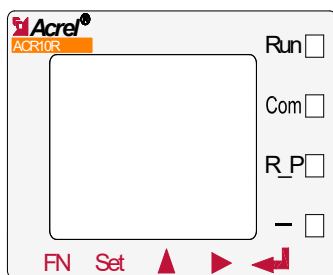 Acrel®
ACR10R
Run
Com
R_P
–
FN Set